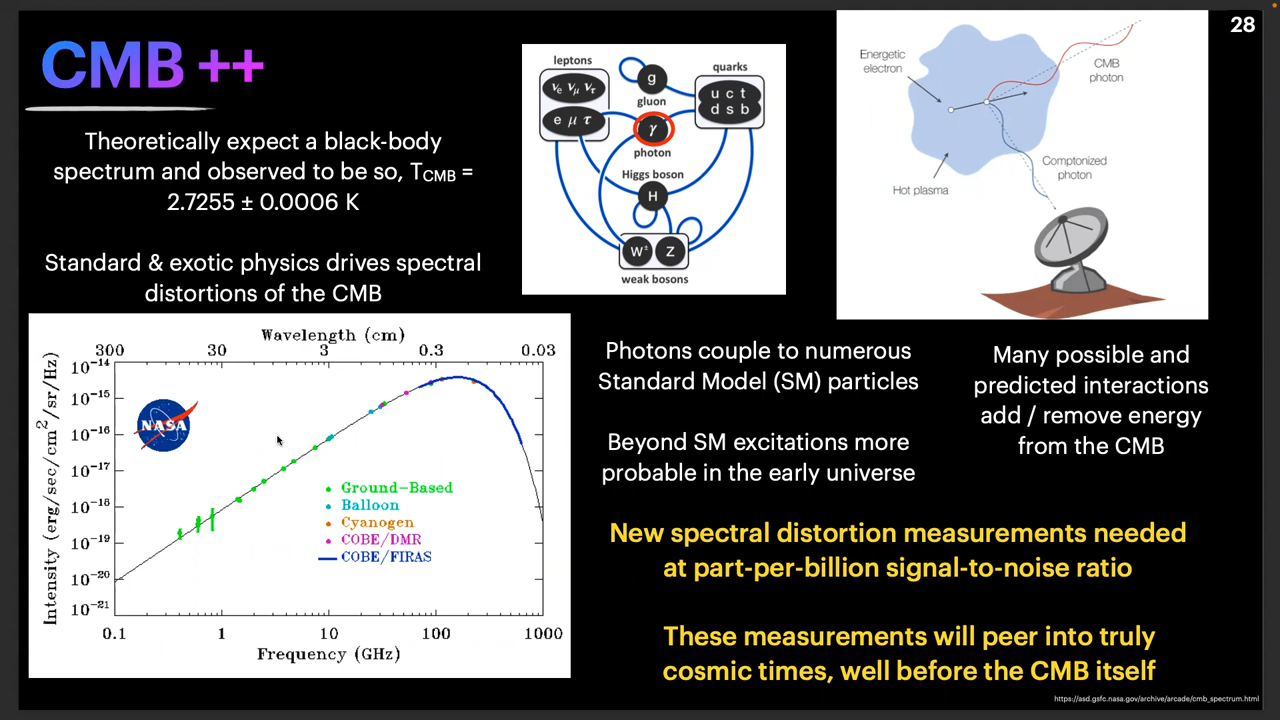 28
CMB ++
Theoretically expect a black-body
spectrum and observed to be so, TCMB =
2.7255 ± 0.0006 K
Standard & exotic physics drives spectral
distortions of the CMB
leptons
νe νμ ντ
e μ τ
g
gluon
γ
photon
quarks
u c t
d s b
Higgs boson
H
W± Z
weak bosons
Energetic
electron
CMB
photon
Comptonized
photon
Hot plasma
Wavelength (cm)
300 30 3 0.3 0.03
Intensity (erg/sec/cm²/sr/Hz)
10⁻¹⁴
10⁻¹⁵
10⁻¹⁶
10⁻¹⁷
10⁻¹⁸
10⁻¹⁹
10⁻²⁰
10⁻²¹
NASA
Ground-Based
Balloon
Cyanogen
COBE/DMR
COBE/FIRAS
0.1 1 10 100 1000
Frequency (GHz)
Photons couple to numerous
Standard Model (SM) particles
Beyond SM excitations more
probable in the early universe
Many possible and
predicted interactions
add / remove energy
from the CMB
New spectral distortion measurements needed
at part-per-billion signal-to-noise ratio
These measurements will peer into truly
cosmic times, well before the CMB itself
https://asd.gsfc.nasa.gov/archive/arcade/cmb_spectrum.html